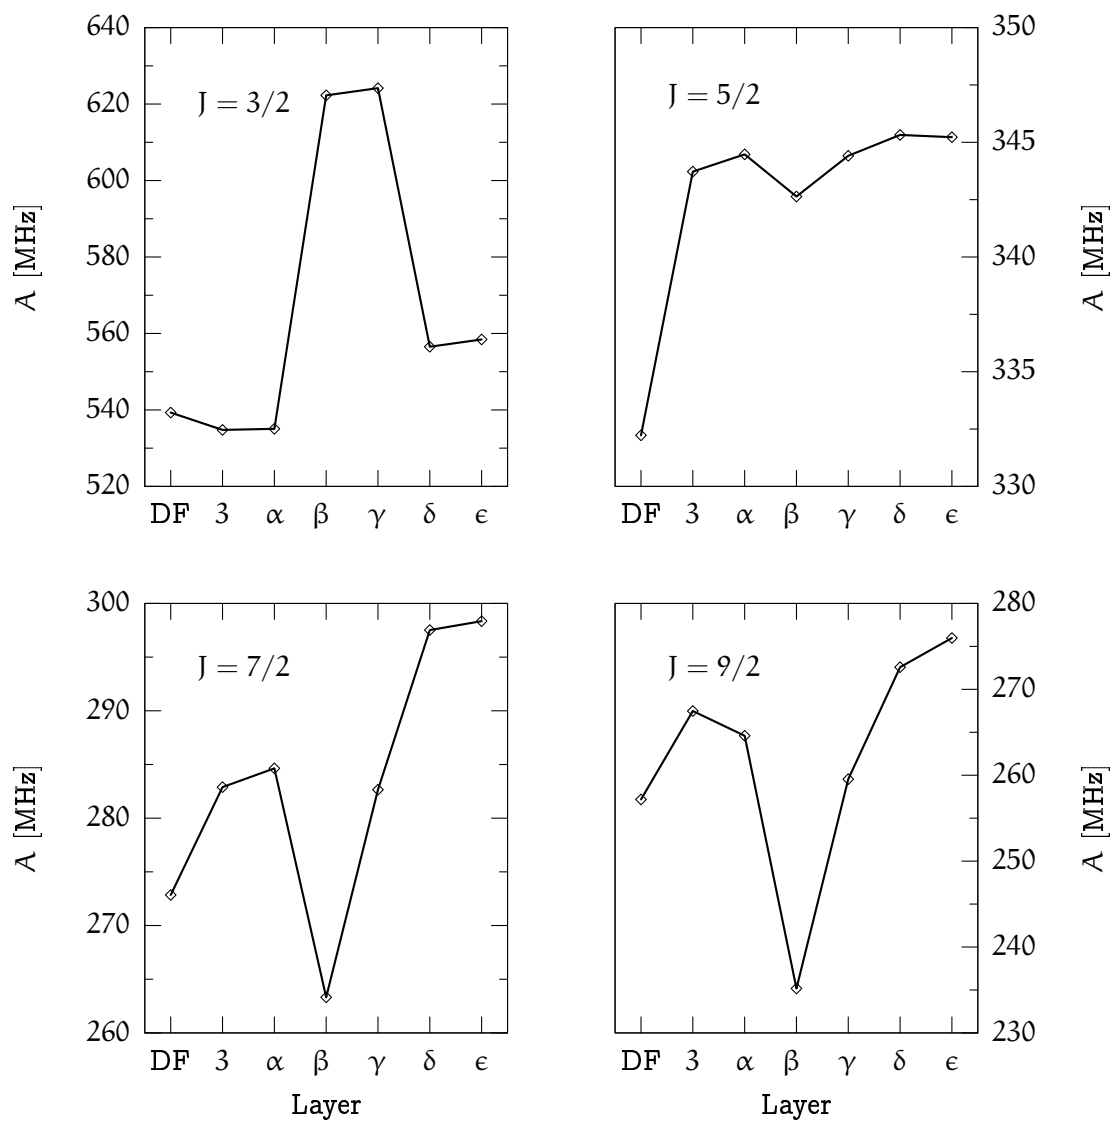 640
620
600
580
560
540
520
A [MHz]
J = 3/2
DF 3 α β γ δ ϵ
350
345
340
335
330
A [MHz]
J = 5/2
DF 3 α β γ δ ϵ
300
290
280
270
260
A [MHz]
J = 7/2
DF 3 α β γ δ ϵ
Layer
280
270
260
250
240
230
A [MHz]
J = 9/2
DF 3 α β γ δ ϵ
Layer